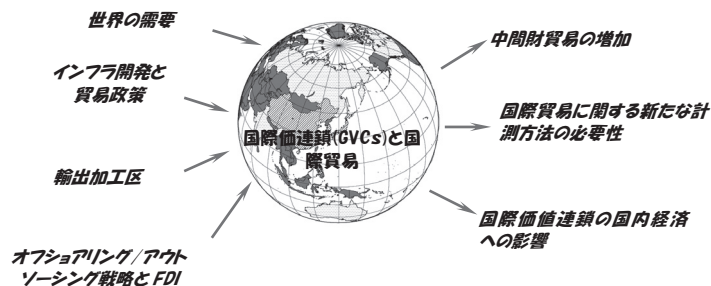 世界の需要
インフラ開発と
貿易政策
輸出加工区
オフショアリング/アウト
ソーシング戦略とFDI
国際価連鎖(GVCs)と国
際貿易
中間財貿易の増加
国際貿易に関する新たな計
測方法の必要性
国際価値連鎖の国内経済
への影響